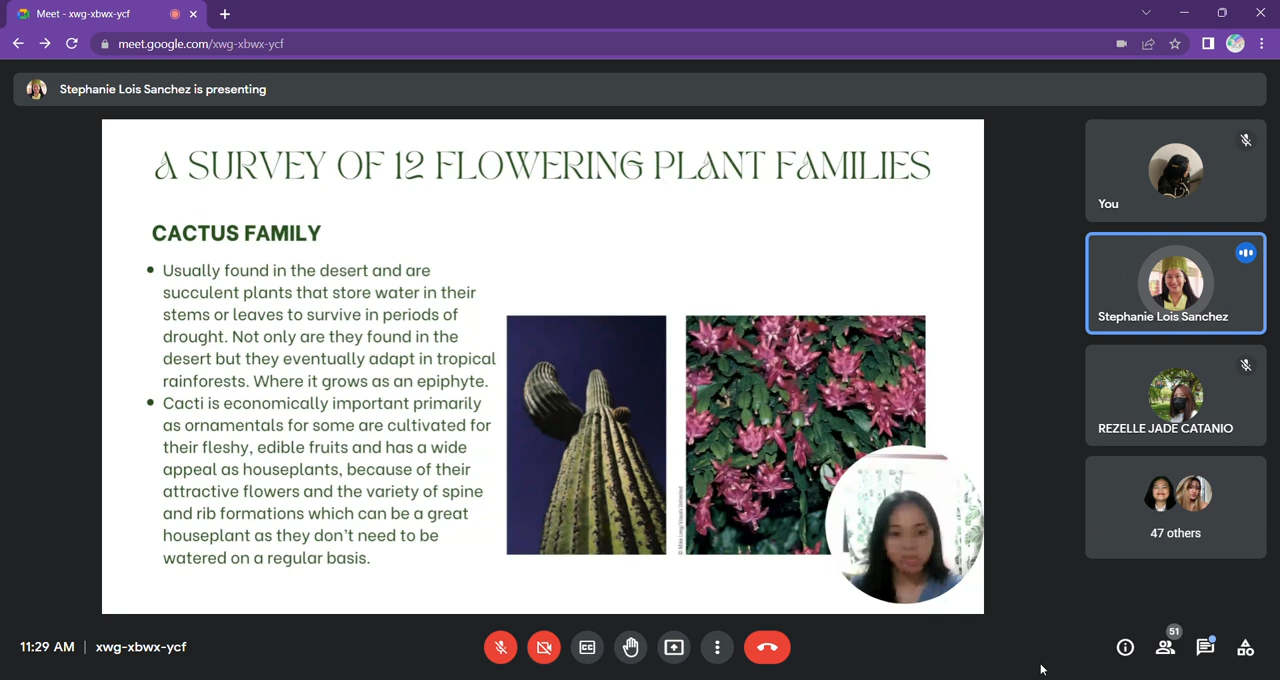 Meet - xwg-xbwx-ycf
meet.google.com/xwg-xbwx-ycf
Stephanie Lois Sanchez is presenting
A SURVEY OF 12 FLOWERING PLANT FAMILIES
CACTUS FAMILY
• Usually found in the desert and are
succulent plants that store water in their
stems or leaves to survive in periods of
drought. Not only are they found in the
desert but they eventually adapt in tropical
rainforests. Where it grows as an epiphyte.
• Cacti is economically important primarily
as ornamentals for some are cultivated for
their fleshy, edible fruits and has a wide
appeal as houseplants, because of their
attractive flowers and the variety of spine
and rib formations which can be a great
houseplant as they don't need to be
watered on a regular basis.
You
Stephanie Lois Sanchez
REZELLE JADE CATANIO
47 others
11:29 AM | xwg-xbwx-ycf
51